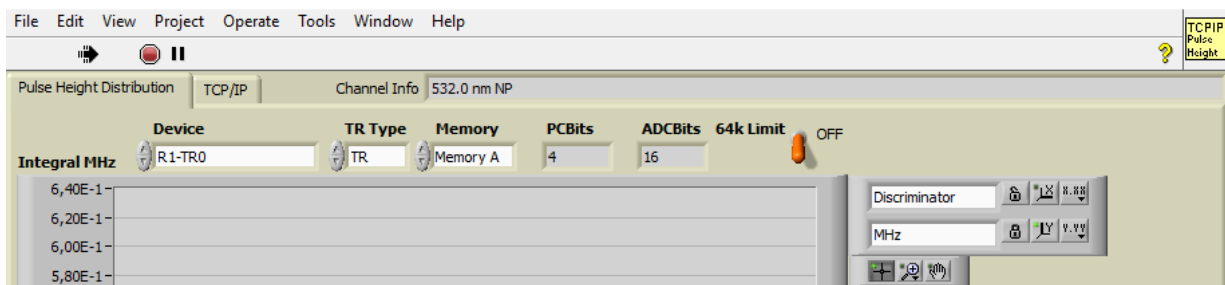 File Edit View Project Operate Tools Window Help
TCPIP
Pulse
Height
?
Pulse Height Distribution TCP/IP Channel Info 532.0 nm NP
Device TR Type Memory PCBits ADCBits 64k Limit OFF
Integral MHz R1-TR0 TR Memory A 4 16
6,40E-1
6,20E-1
6,00E-1
5,80E-1
Discriminator X X.XX
MHz Y Y.YY